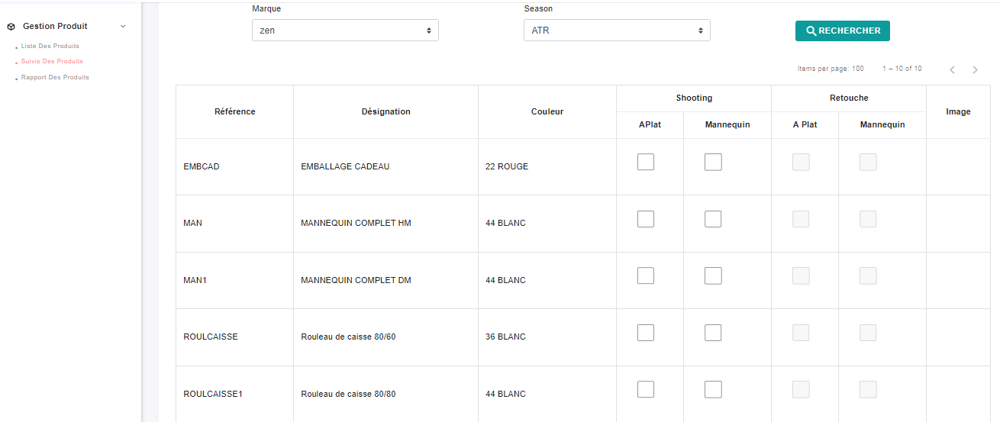 Marque
Season
Gestion Produit
zen
ATR
RECHERCHER
Liste Des Produits
Suivis Des Produits
Rapport Des Produits
Items per page: 100
1 – 10 of 10
Référence
Désignation
Couleur
Shooting
Retouche
Image
APlat
Mannequin
A Plat
Mannequin
EMBCAD
EMBALLAGE CADEAU
22 ROUGE
MAN
MANNEQUIN COMPLET HM
44 BLANC
MAN1
MANNEQUIN COMPLET DM
44 BLANC
ROULCAISSE
Rouleau de caisse 80/60
36 BLANC
ROULCAISSE1
Rouleau de caisse 80/80
44 BLANC